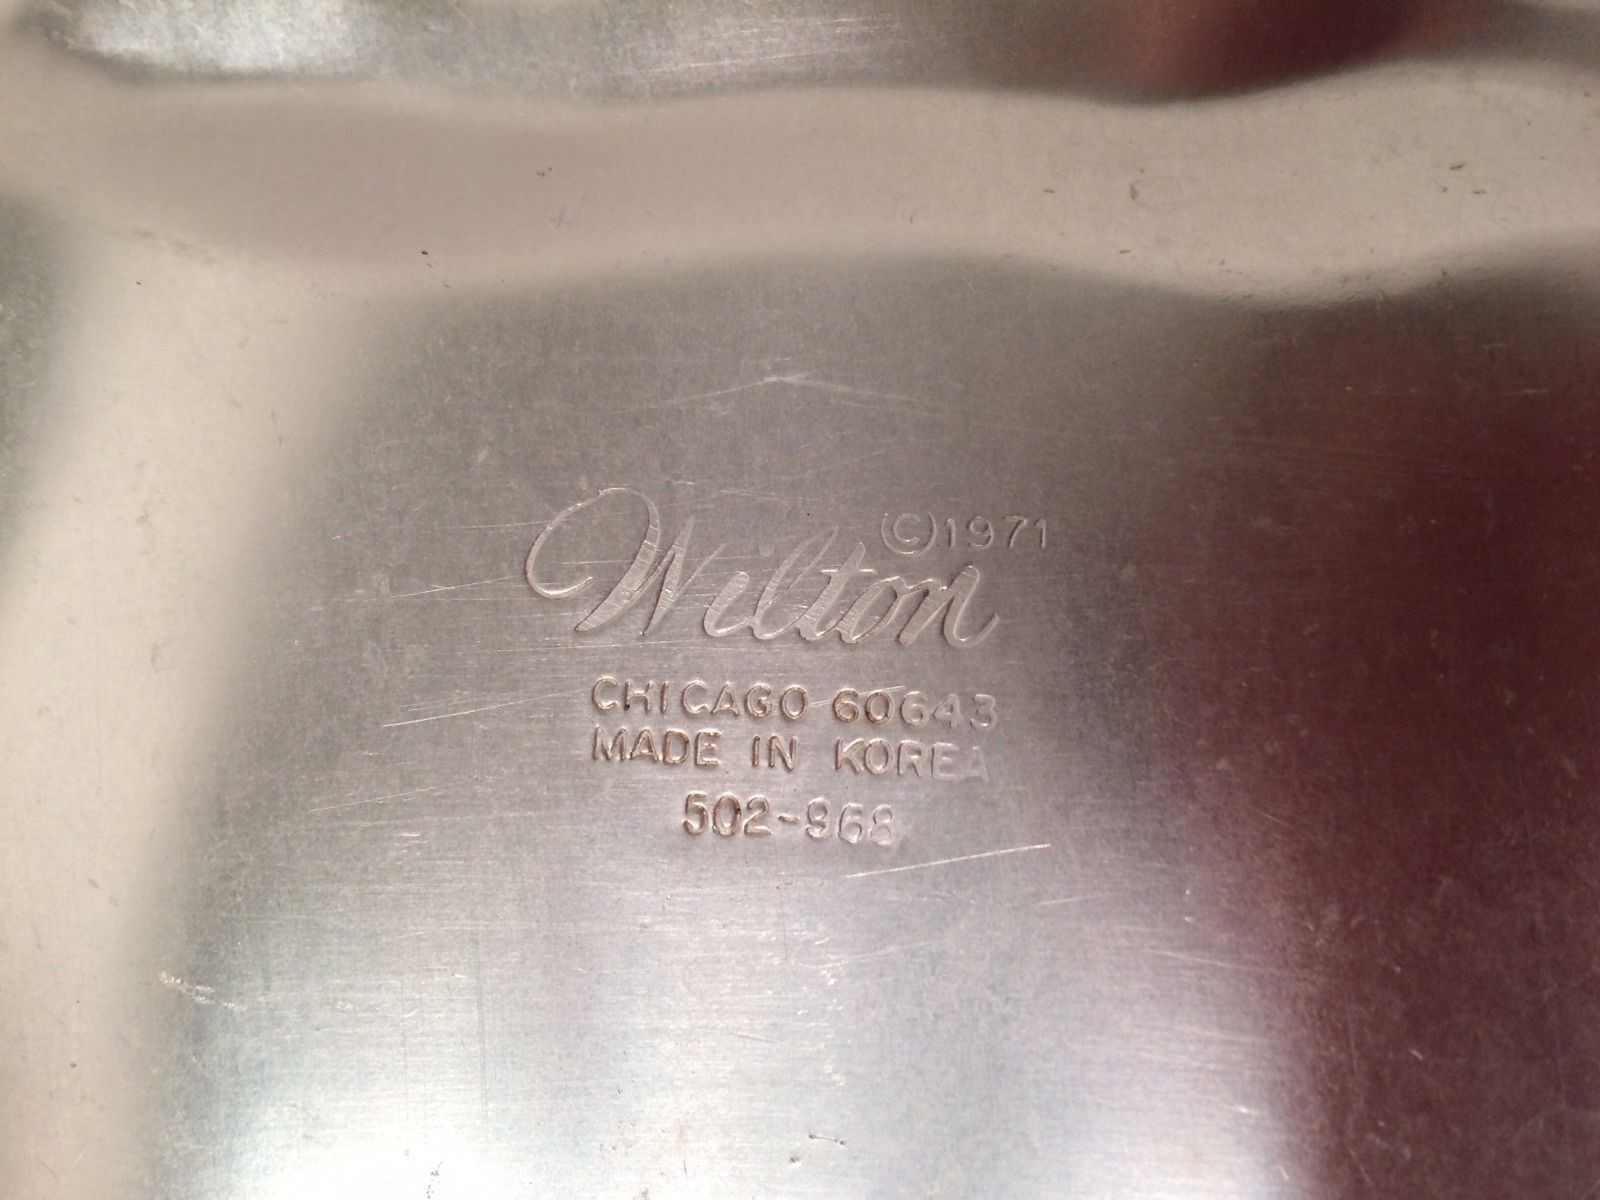 ©1971
Wilton
CHICAGO 60643
MADE IN KOREA
502-968